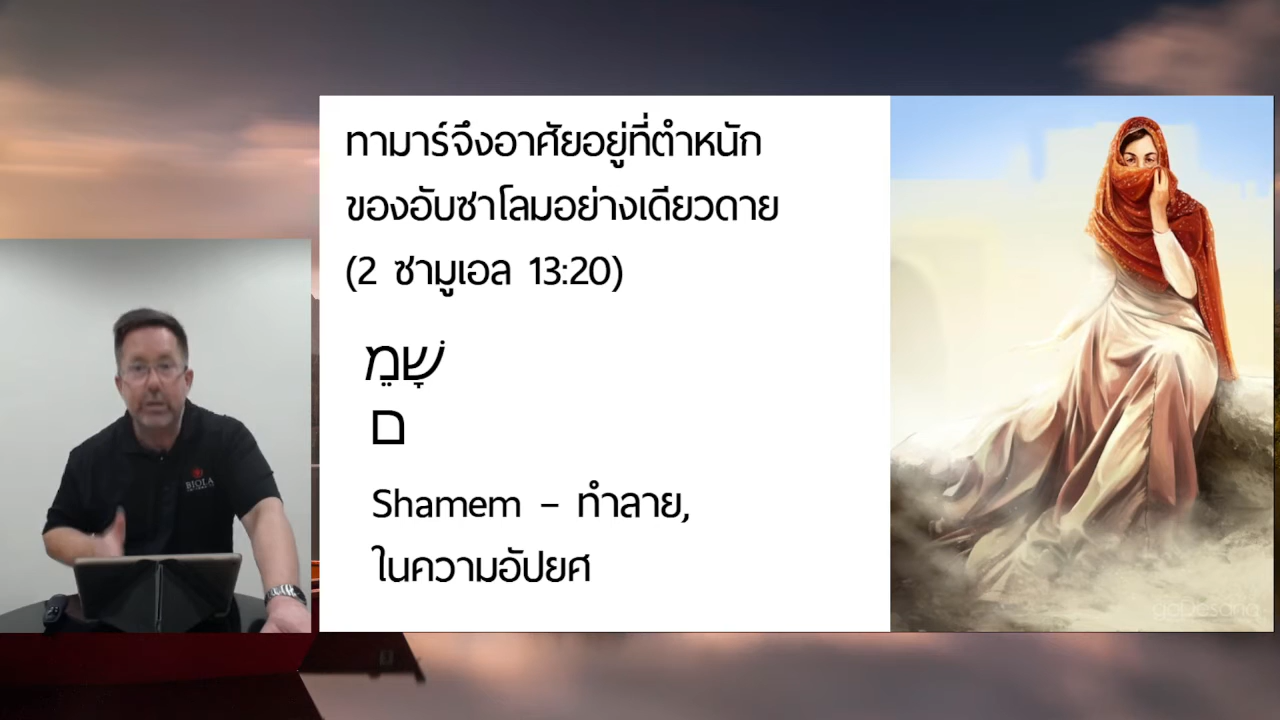 ทามาร์จึงอาศัยอยู่ที่ตำหนัก
ของอับซาโลมอย่างเดียวดาย
(2 ซามูเอล 13:20)
שָׁמֵ
ם
Shamem – ทำลาย,
ในความอัปยศ
BIOLA
goDesana